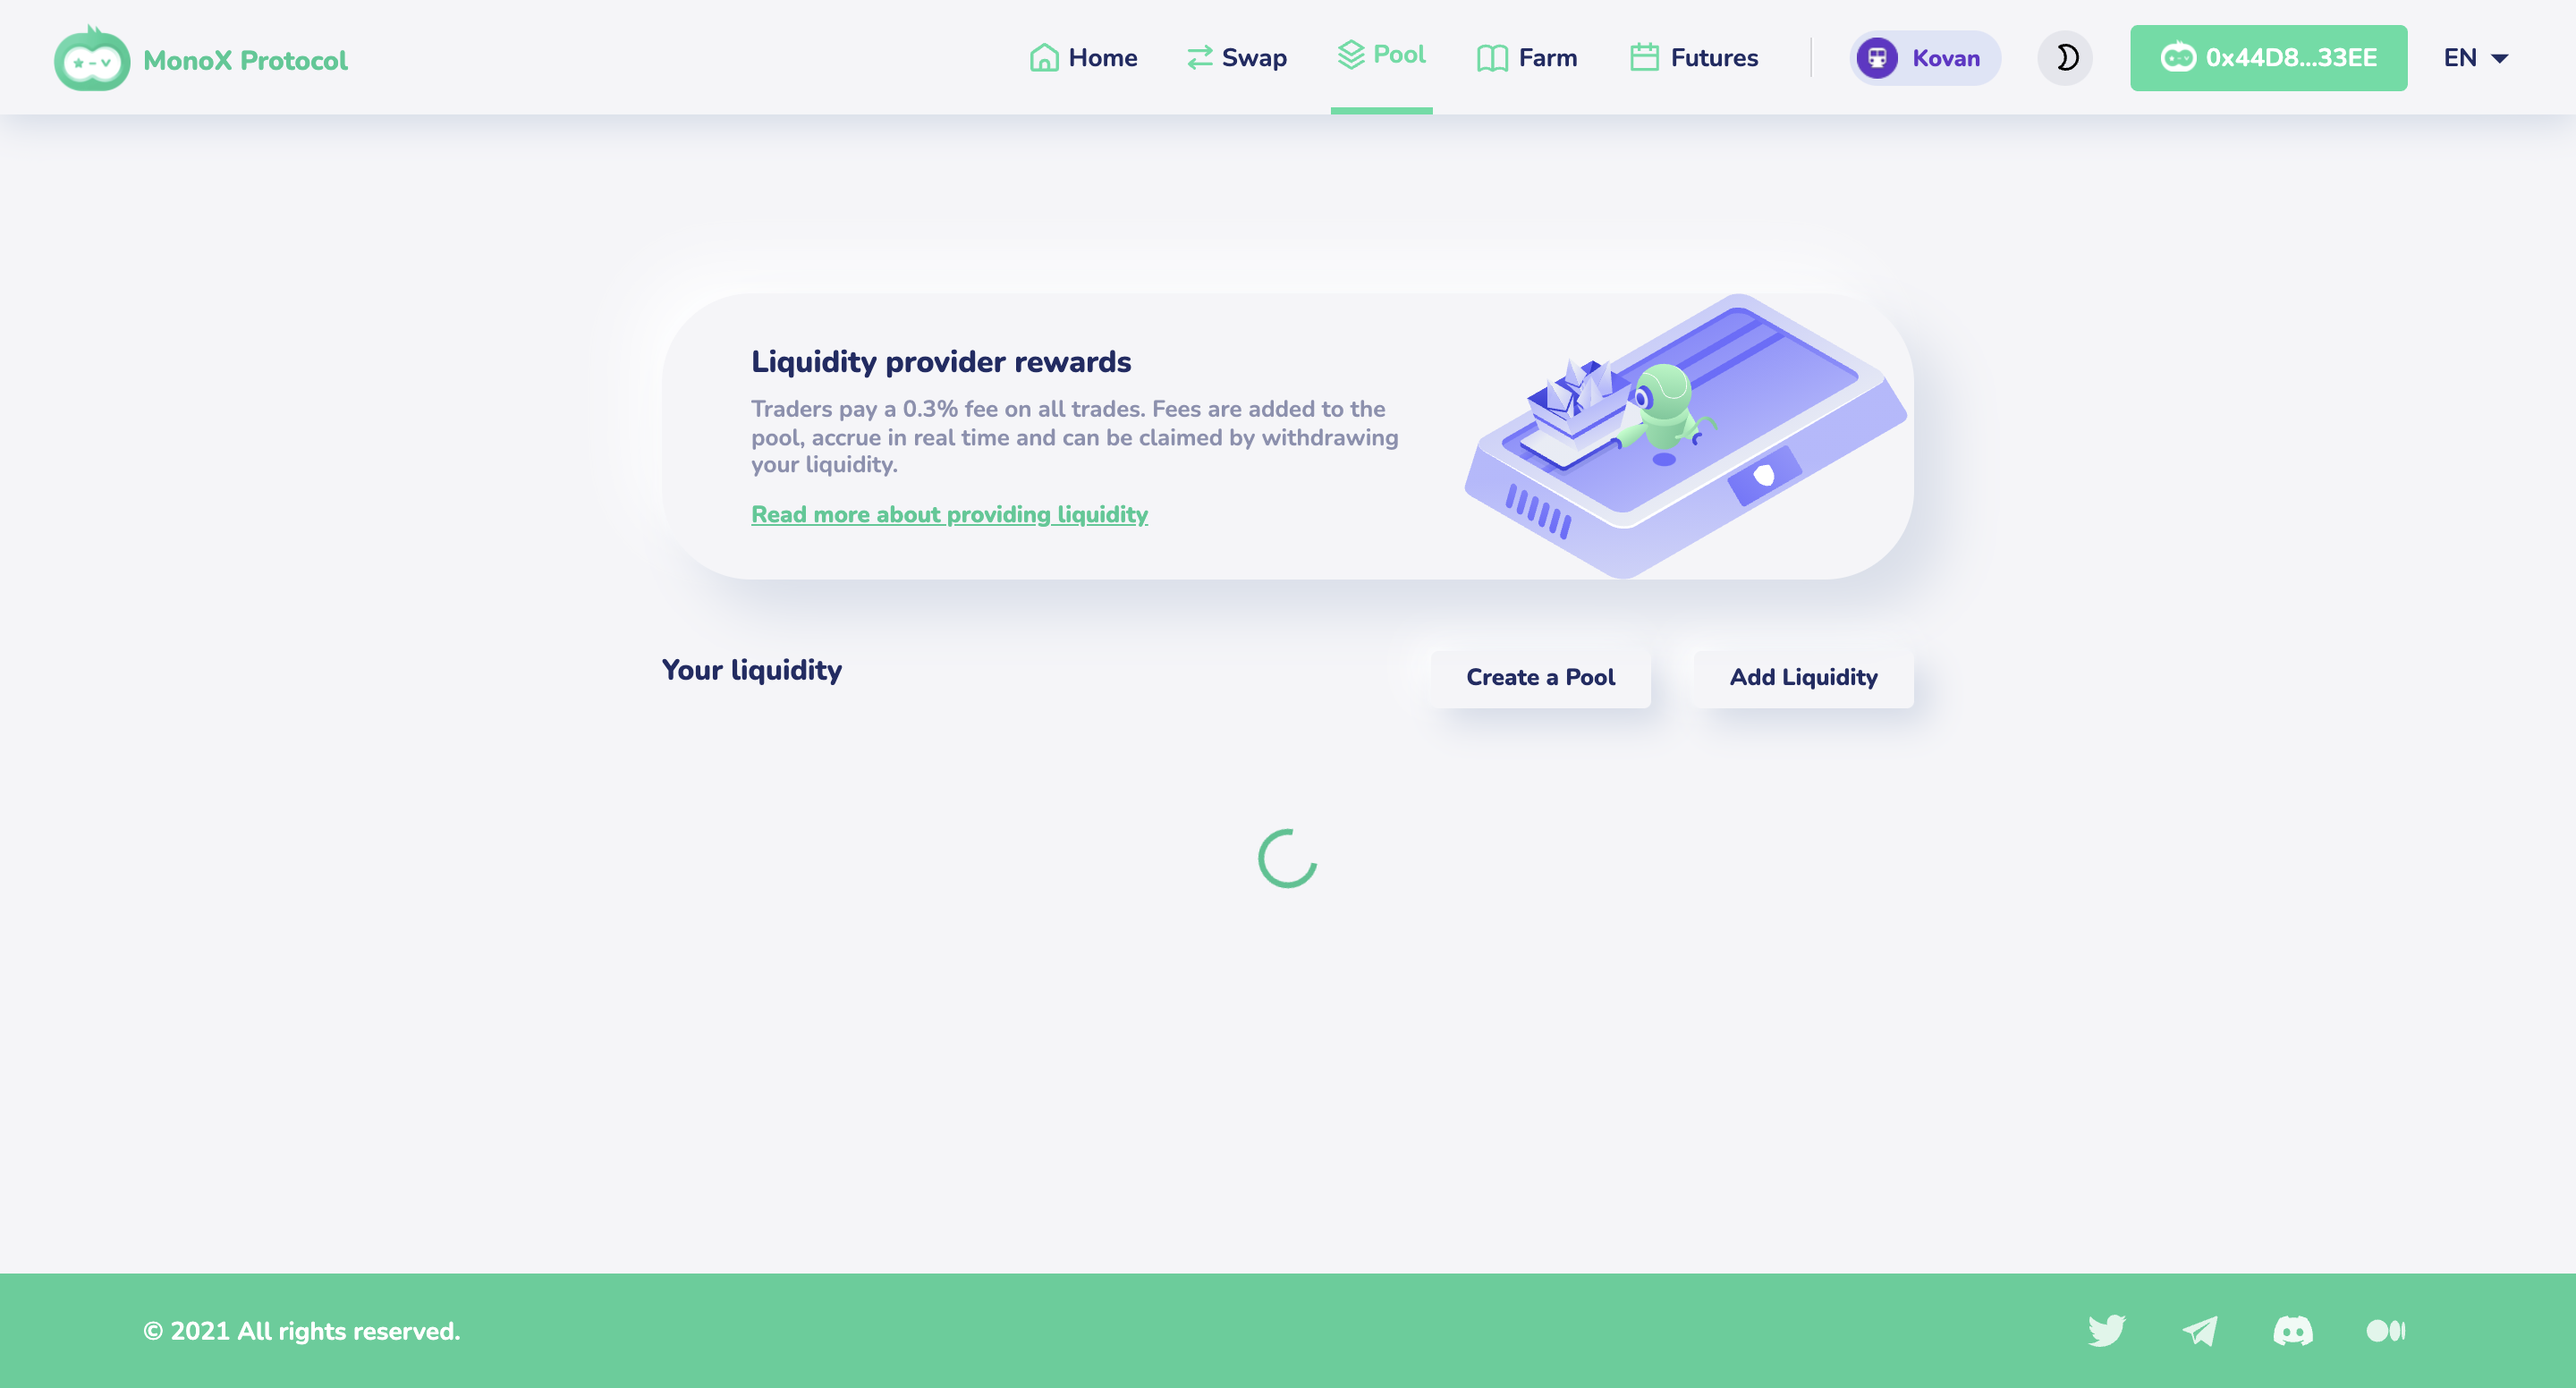 MonoX Protocol
Home
Swap
Pool
Farm
Futures
Kovan
0x44D8...33EE
EN
Liquidity provider rewards
Traders pay a 0.3% fee on all trades. Fees are added to the
pool, accrue in real time and can be claimed by withdrawing
your liquidity.
Read more about providing liquidity
Your liquidity
Create a Pool
Add Liquidity
© 2021 All rights reserved.